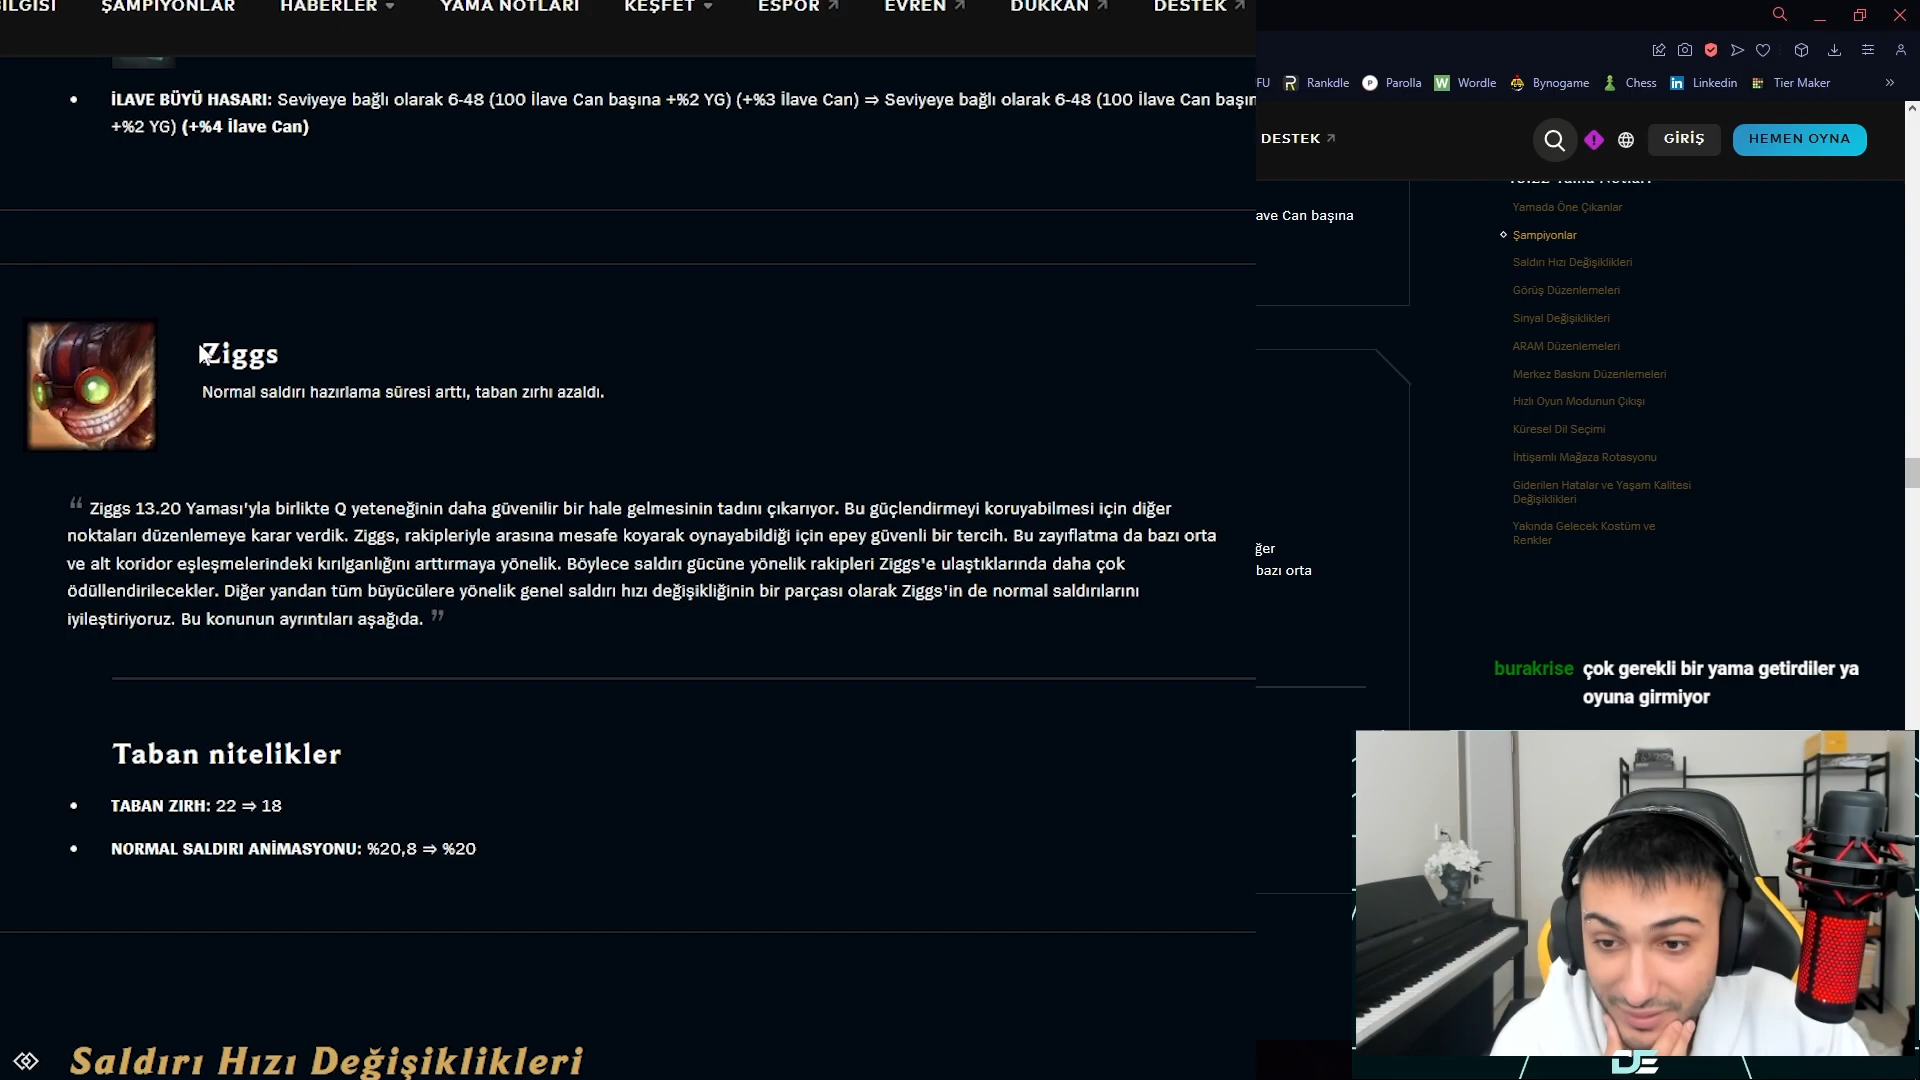 ŞAMPİYONLAR
HABERLER
YAMA NOTLARI
KEŞFET
ESPOR
EVREN
DÜKKAN
DESTEK
• İLAVE BÜYÜ HASARI: Seviyeye bağlı olarak 6-48 (100 İlave Can başına +%2 YG) (+%3 İlave Can) ⇒ Seviyeye bağlı olarak 6-48 (100 İlave Can başın
+%2 YG) (+%4 İlave Can)
Ziggs
Normal saldırı hazırlama süresi arttı, taban zırhı azaldı.
“ Ziggs 13.20 Yaması'yla birlikte Q yeteneğinin daha güvenilir bir hale gelmesinin tadını çıkarıyor. Bu güçlendirmeyi koruyabilmesi için diğer
noktaları düzenlemeye karar verdik. Ziggs, rakipleriyle arasına mesafe koyarak oynayabildiği için epey güvenli bir tercih. Bu zayıflatma da bazı orta
ve alt koridor eşleşmelerindeki kırılganlığını arttırmaya yönelik. Böylece saldırı gücüne yönelik rakipleri Ziggs'e ulaştıklarında daha çok
ödüllendirilecekler. Diğer yandan tüm büyücülere yönelik genel saldırı hızı değişikliğinin bir parçası olarak Ziggs'in de normal saldırılarını
iyileştiriyoruz. Bu konunun ayrıntıları aşağıda. ”
Taban nitelikler
• TABAN ZIRH: 22 ⇒ 18
• NORMAL SALDIRI ANİMASYONU: %20,8 ⇒ %20
Saldırı Hızı Değişiklikleri
FU
Rankdle
Parolla
Wordle
Bynogame
Chess
Linkedin
Tier Maker
»
DESTEK
GİRİŞ
HEMEN OYNA
ave Can başına
ğer
bazı orta
13.22 Yama Notları
Yamada Öne Çıkanlar
Şampiyonlar
Saldırı Hızı Değişiklikleri
Görüş Düzenlemeleri
Sinyal Değişiklikleri
ARAM Düzenlemeleri
Merkez Baskını Düzenlemeleri
Hızlı Oyun Modunun Çıkışı
Küresel Dil Seçimi
İhtişamlı Mağaza Rotasyonu
Giderilen Hatalar ve Yaşam Kalitesi
Değişiklikleri
Yakında Gelecek Kostüm ve
Renkler
burakrise çok gerekli bir yama getirdiler ya
oyuna girmiyor